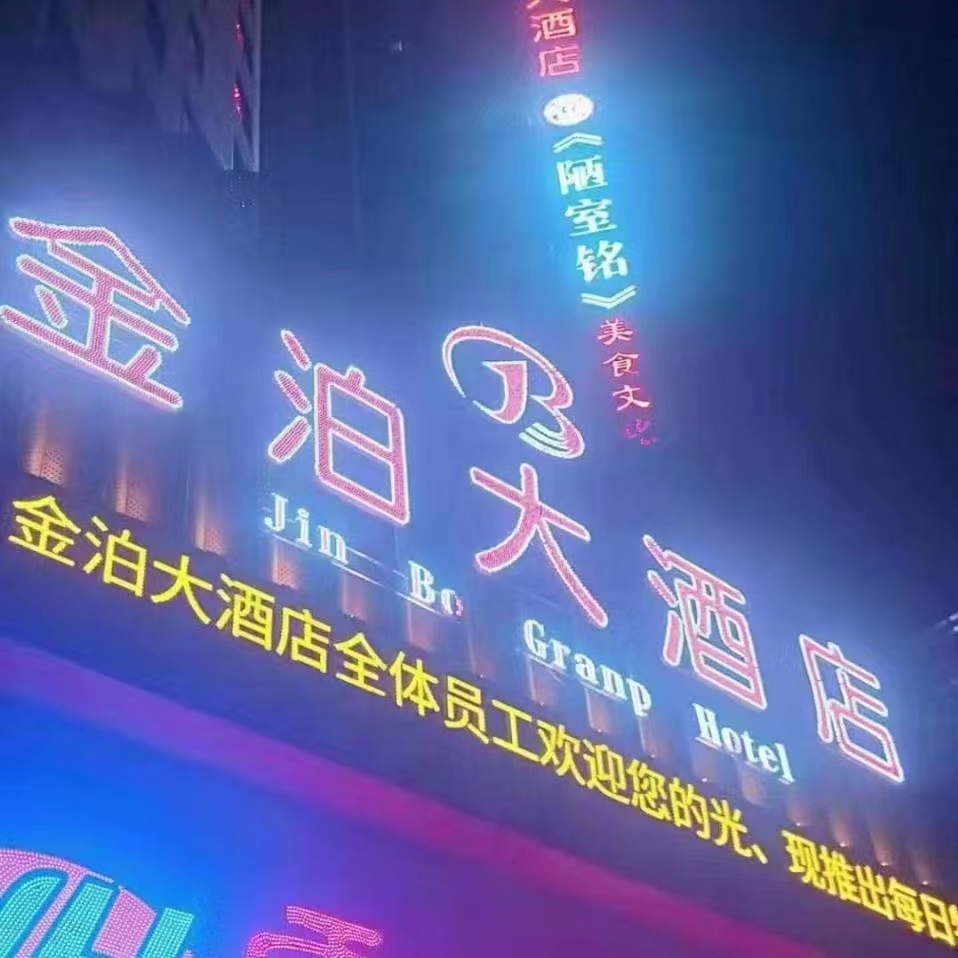 大酒店
《陋室铭》
美食文
金泊大酒店
Jin Bo Granp Hotel
金泊大酒店全体员工欢迎您的光、现推出每日